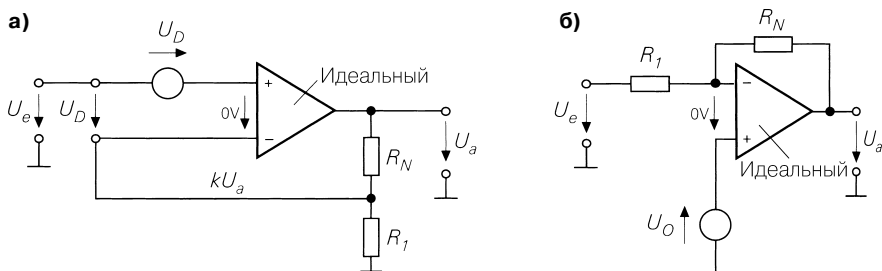 а)
U_D
Идеальный
+
U_e
U_D
0V
−
U_a
R_N
kU_a
R_1
б)
R_N
R_1
−
U_e
0V
+
U_a
Идеальный
U_O